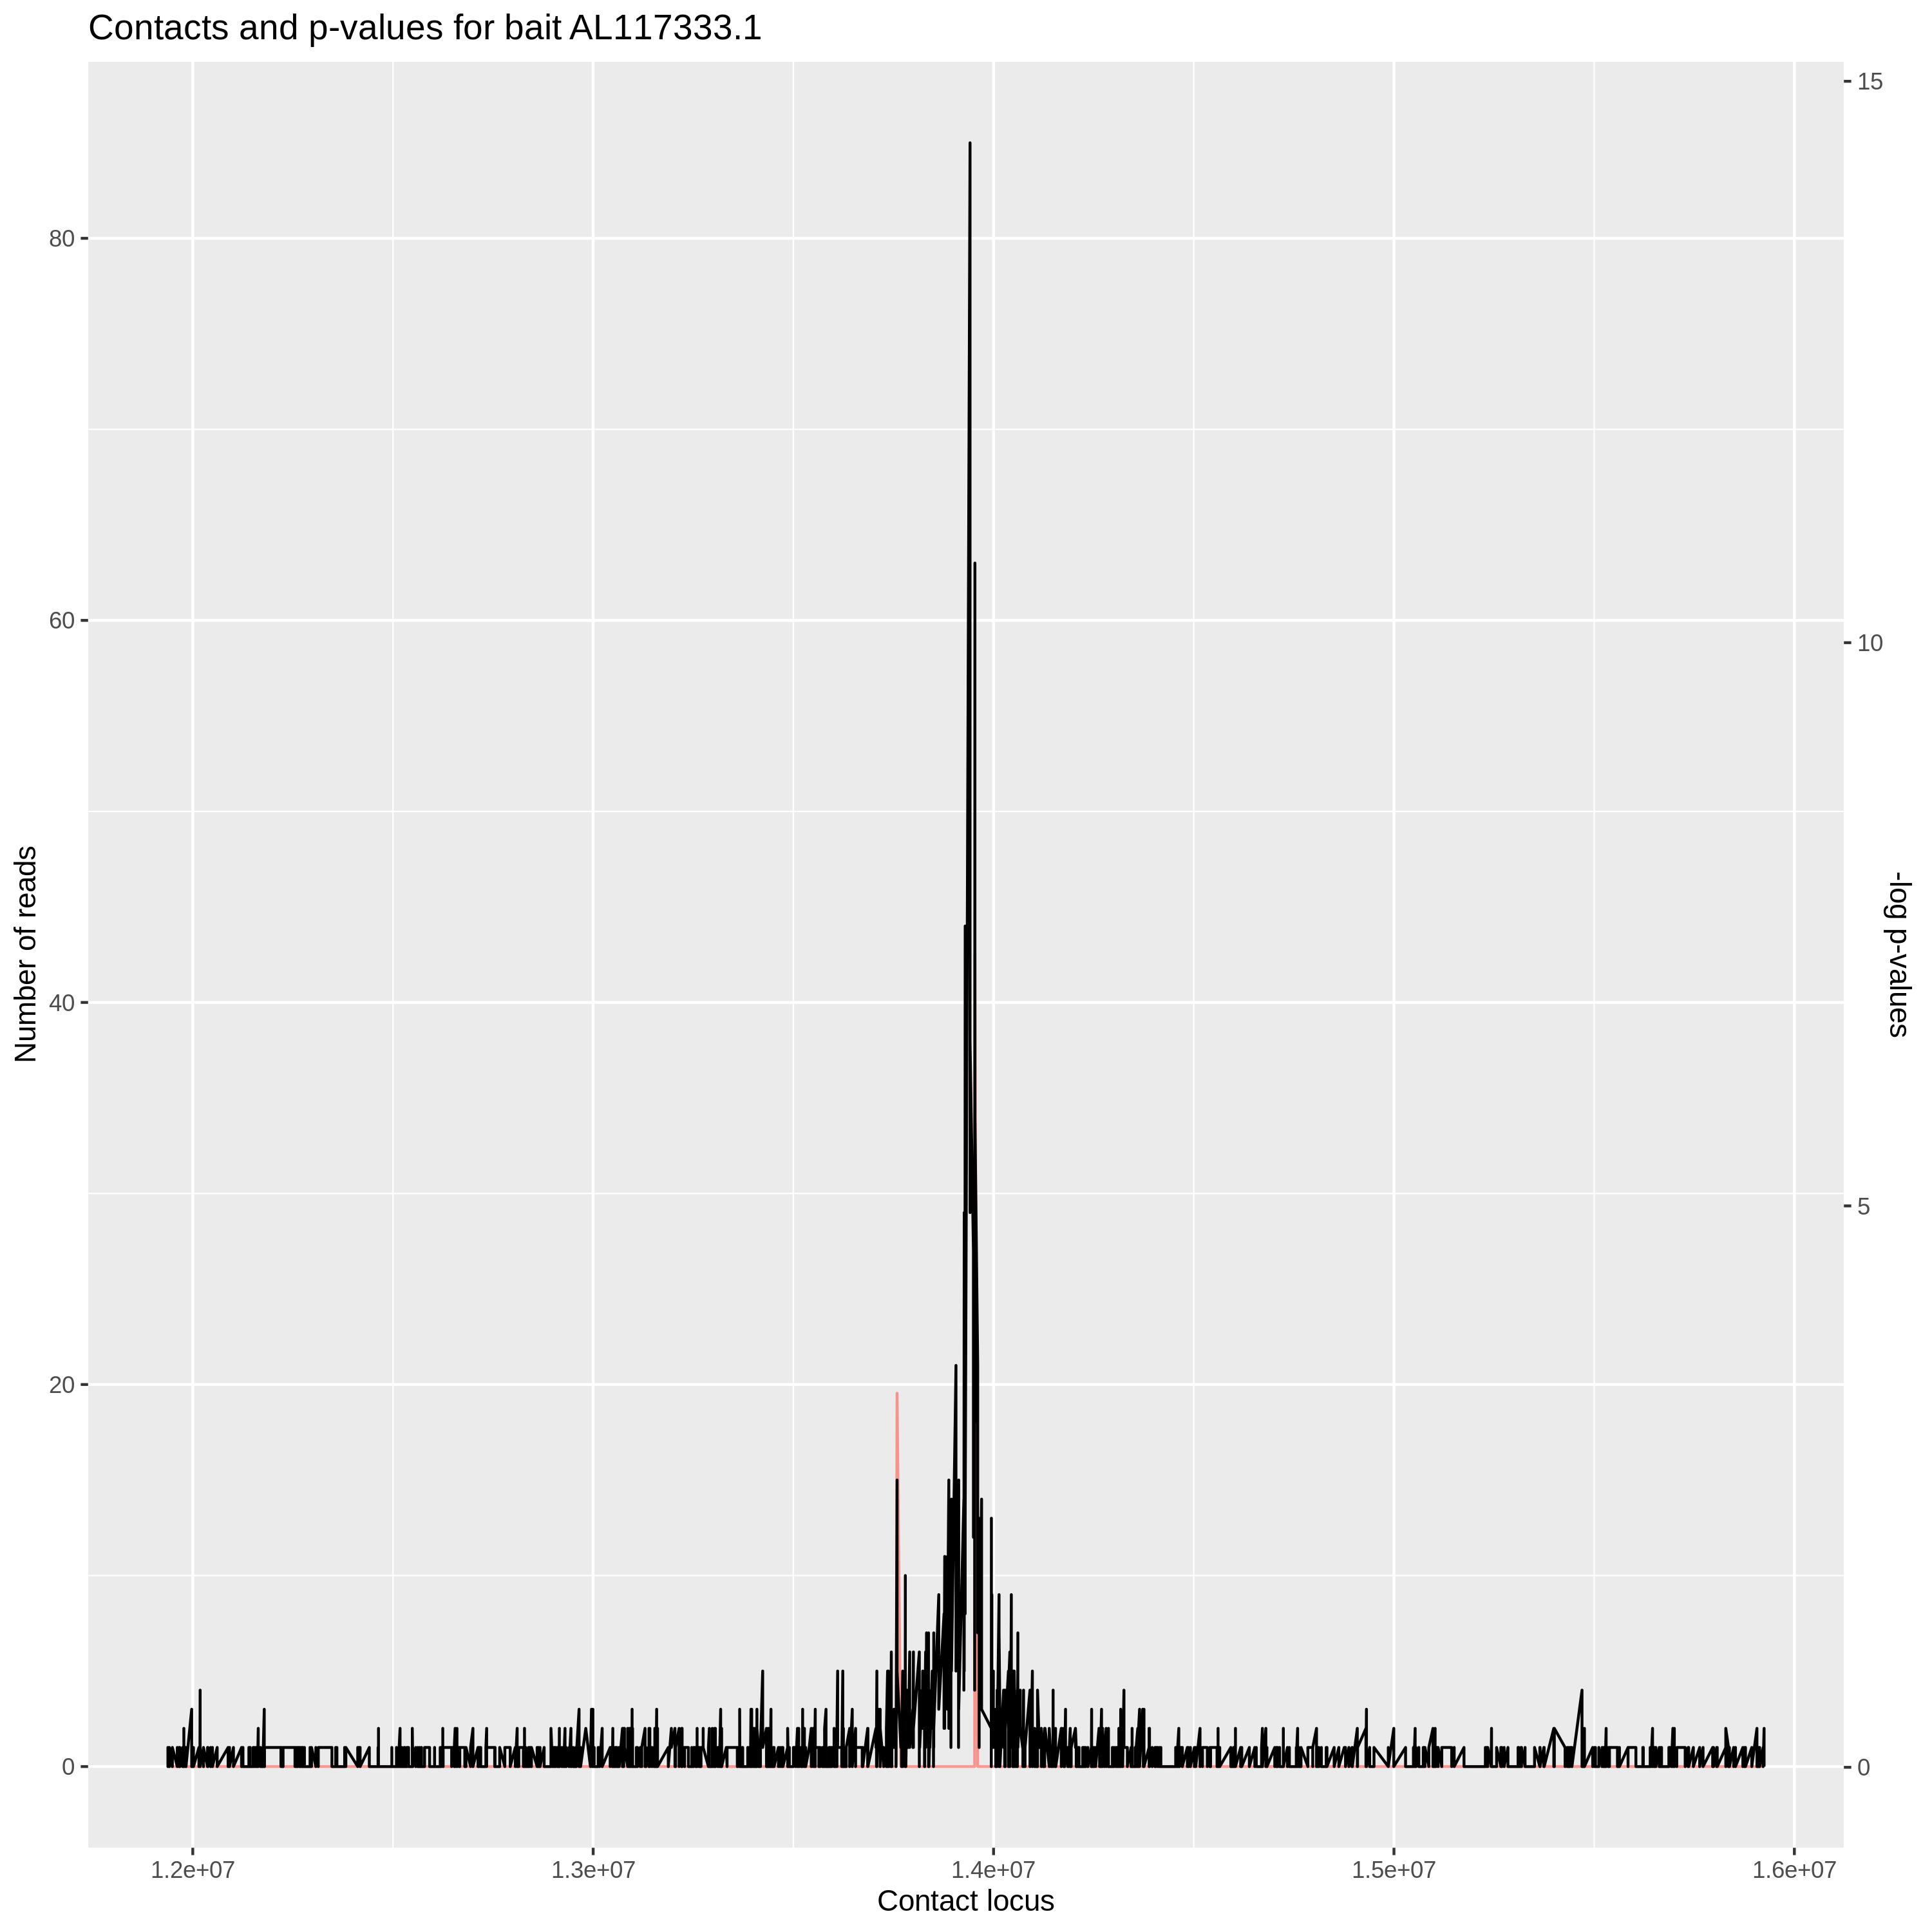 Contacts and p-values for bait AL117333.1
15
80
60
10
Number of reads
-log p-values
40
5
20
0
0
1.2e+07
1.3e+07
1.4e+07
1.5e+07
1.6e+07
Contact locus